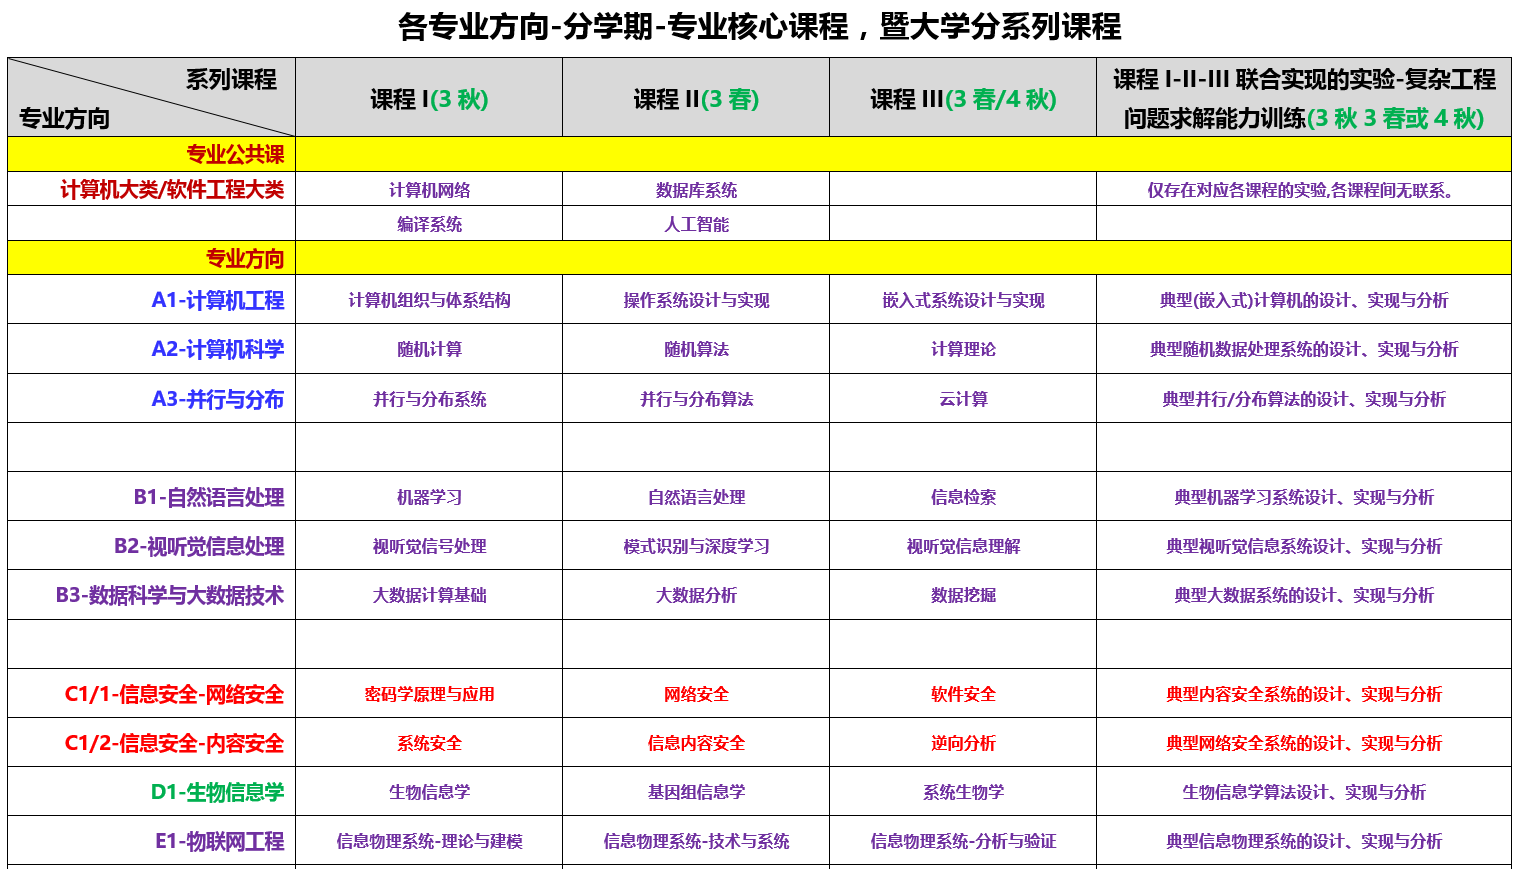 各专业方向-分学期-专业核心课程，暨大学分系列课程
系列课程
专业方向
课程 I(3 秋)
课程 II(3 春)
课程 III(3 春/4 秋)
课程 I-II-III 联合实现的实验-复杂工程
问题求解能力训练(3 秋 3 春或 4 秋)
专业公共课
计算机大类/软件工程大类
计算机网络
数据库系统
仅存在对应各课程的实验,各课程间无联系。
编译系统
人工智能
专业方向
A1-计算机工程
计算机组织与体系结构
操作系统设计与实现
嵌入式系统设计与实现
典型(嵌入式)计算机的设计、实现与分析
A2-计算机科学
随机计算
随机算法
计算理论
典型随机数据处理系统的设计、实现与分析
A3-并行与分布
并行与分布系统
并行与分布算法
云计算
典型并行/分布算法的设计、实现与分析
B1-自然语言处理
机器学习
自然语言处理
信息检索
典型机器学习系统设计、实现与分析
B2-视听觉信息处理
视听觉信号处理
模式识别与深度学习
视听觉信息理解
典型视听觉信息系统设计、实现与分析
B3-数据科学与大数据技术
大数据计算基础
大数据分析
数据挖掘
典型大数据系统的设计、实现与分析
C1/1-信息安全-网络安全
密码学原理与应用
网络安全
软件安全
典型内容安全系统的设计、实现与分析
C1/2-信息安全-内容安全
系统安全
信息内容安全
逆向分析
典型网络安全系统的设计、实现与分析
D1-生物信息学
生物信息学
基因组信息学
系统生物学
生物信息学算法设计、实现与分析
E1-物联网工程
信息物理系统-理论与建模
信息物理系统-技术与系统
信息物理系统-分析与验证
典型信息物理系统的设计、实现与分析